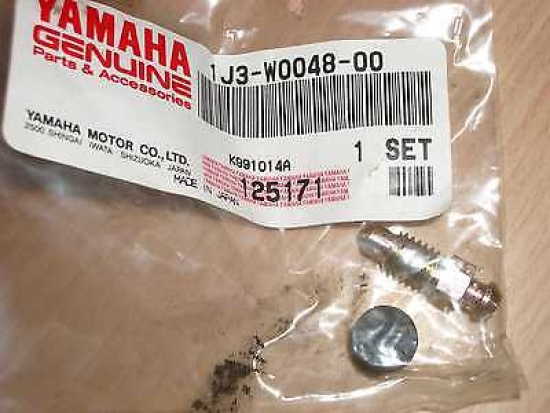 YAMAHA
GENUINE
Parts & Accessories
1J3-W0048-00
YAMAHA MOTOR CO.,LTD.
2500 SHINGAI IWATA SHIZUOKA JAPAN
K991014A
1 SET
MADE IN JAPAN
125171